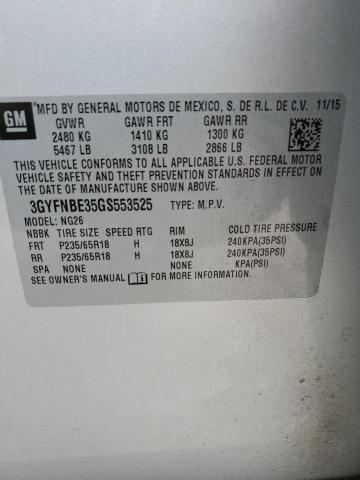 GM
MFD BY GENERAL MOTORS DE MEXICO, S. DE R.L. DE C.V. 11/15
GVWR GAWR FRT GAWR RR
2480 KG 1410 KG 1300 KG
5467 LB 3108 LB 2866 LB
THIS VEHICLE CONFORMS TO ALL APPLICABLE U.S. FEDERAL MOTOR
VEHICLE SAFETY, BUMPER, AND THEFT PREVENTION STANDARDS IN EFFECT
ON THE DATE OF MANUFACTURE SHOWN ABOVE.
3GYFNBE35GS553525 TYPE: M.P.V.
MODEL: NG26 COLD TIRE PRESSURE
NBBK TIRE SIZE SPEED RTG RIM
FRT P235/65R18 H 18X8J 240KPA(35PSI)
RR P235/65R18 H 18X8J 240KPA(35PSI)
SPA NONE NONE KPA(PSI)
SEE OWNER'S MANUAL FOR MORE INFORMATION.